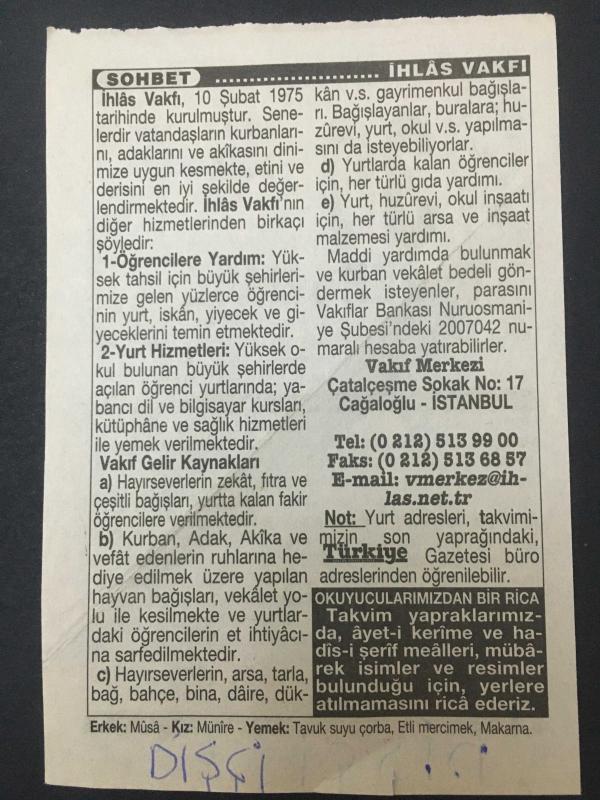 SOHBET ........................ İHLÂS VAKFI
İhlâs Vakfı, 10 Şubat 1975
tarihinde kurulmuştur. Sene-
lerdir vatandaşların kurbanları-
nı, adaklarını ve akîkasını dini-
mize uygun kesmekte, etini ve
derisini en iyi şekilde değer-
lendirmektedir. İhlâs Vakfı'nın
diğer hizmetlerinden birkaçı
şöyledir:
1-Öğrencilere Yardım: Yük-
sek tahsil için büyük şehirleri-
mize gelen yüzlerce öğrenci-
nin yurt, iskân, yiyecek ve gi-
yeceklerini temin etmektedir.
2-Yurt Hizmetleri: Yüksek o-
kul bulunan büyük şehirlerde
açılan öğrenci yurtlarında; ya-
bancı dil ve bilgisayar kursları,
kütüphâne ve sağlık hizmetleri
ile yemek verilmektedir.
Vakıf Gelir Kaynakları
a) Hayırseverlerin zekât, fıtra ve
çeşitli bağışları, yurtta kalan fakir
öğrencilere verilmektedir.
b) Kurban, Adak, Akîka ve
vefât edenlerin ruhlarına he-
diye edilmek üzere yapılan
hayvan bağışları, vekâlet yo-
lu ile kesilmekte ve yurtlar-
daki öğrencilerin et ihtiyâcı-
na sarfedilmektedir.
c) Hayırseverlerin, arsa, tarla,
bağ, bahçe, bina, dâire, dük-
kân v.s. gayrimenkul bağışla-
rı. Bağışlayanlar, buralara; hu-
zûrevi, yurt, okul v.s. yapılma-
sını da isteyebiliyorlar.
d) Yurtlarda kalan öğrenciler
için, her türlü gıda yardımı.
e) Yurt, huzûrevi, okul inşaatı
için, her türlü arsa ve inşaat
malzemesi yardımı.
Maddi yardımda bulunmak
ve kurban vekâlet bedeli gön-
dermek isteyenler, parasını
Vakıflar Bankası Nuruosmani-
ye Şubesi'ndeki 2007042 nu-
maralı hesaba yatırabilirler.
Vakıf Merkezi
Çatalçeşme Sokak No: 17
Cağaloğlu - İSTANBUL
Tel: (0 212) 513 99 00
Faks: (0 212) 513 68 57
E-mail: vmerkez@ih-
las.net.tr
Not: Yurt adresleri, takvimi-
mizin son yaprağındaki,
Türkiye Gazetesi büro
adreslerinden öğrenilebilir.
OKUYUCULARIMIZDAN BİR RICA
Takvim yapraklarımız-
da, âyet-i kerîme ve ha-
dîs-i şerîf meâlleri, mübâ-
rek isimler ve resimler
bulunduğu için, yerlere
atılmamasını ricâ ederiz.
Erkek: Mûsâ - Kız: Münîre - Yemek: Tavuk suyu çorba, Etli mercimek, Makarna.
DİŞÇİ